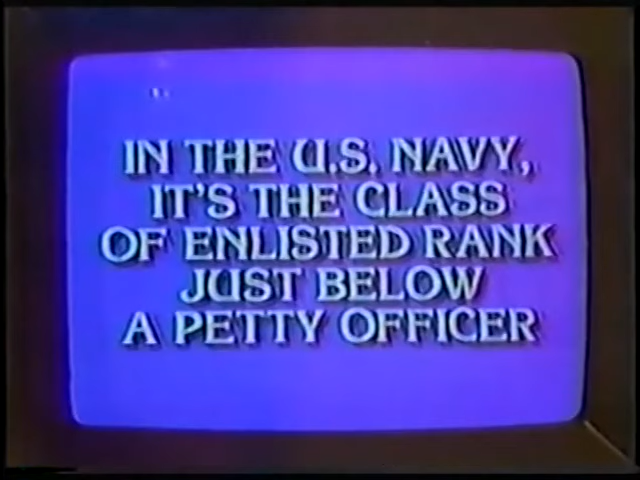 IN THE U.S. NAVY,
IT'S THE CLASS
OF ENLISTED RANK
JUST BELOW
A PETTY OFFICER